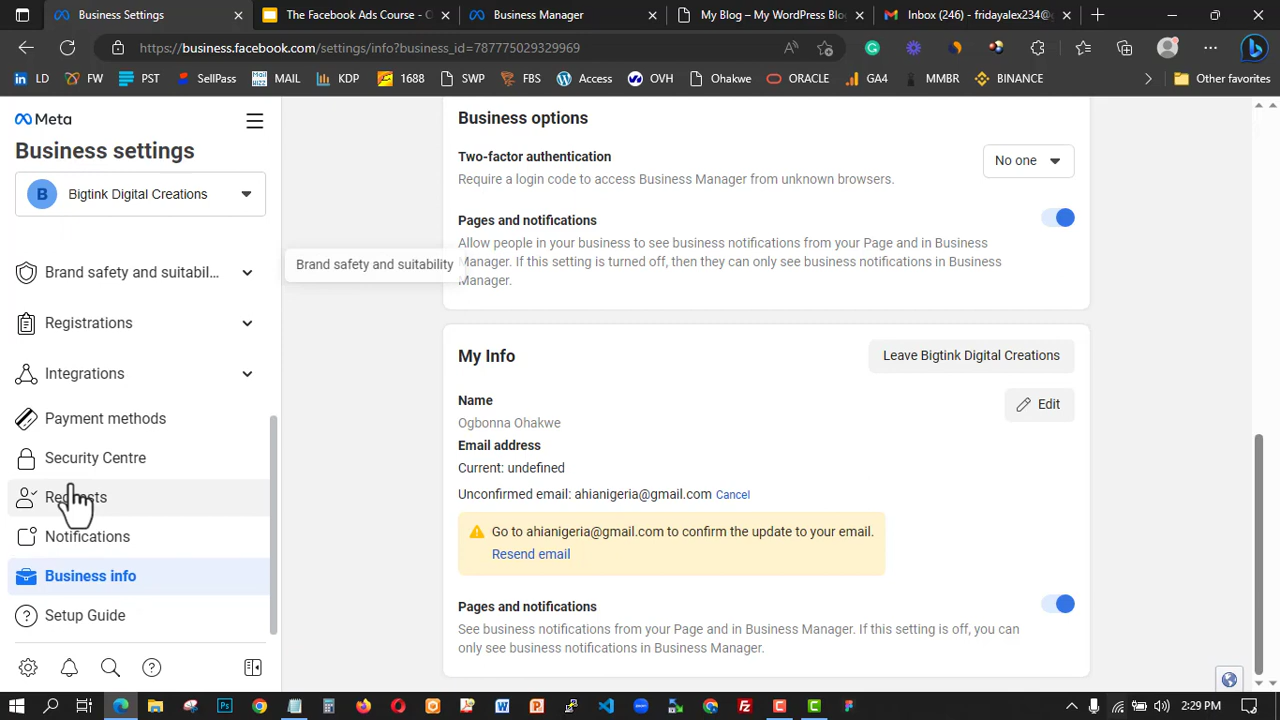 Business Settings
The Facebook Ads Course - G
Business Manager
My Blog – My WordPress Blog
Inbox (246) - fridayalex234@g
https://business.facebook.com/settings/info?business_id=787775029329969
LD
FW
PST
SellPass
MAIL
KDP
1688
SWP
FBS
Access
OVH
Ohakwe
ORACLE
GA4
MMBR
BINANCE
Other favorites
Meta
Business settings
B
Bigtink Digital Creations
Brand safety and suitabil...
Registrations
Integrations
Payment methods
Security Centre
Requests
Notifications
Business info
Setup Guide
Brand safety and suitability
Business options
Two-factor authentication
No one
Require a login code to access Business Manager from unknown browsers.
Pages and notifications
Allow people in your business to see business notifications from your Page and in Business
Manager. If this setting is turned off, then they can only see business notifications in Business
Manager.
My Info
Leave Bigtink Digital Creations
Name
Edit
Ogbonna Ohakwe
Email address
Current: undefined
Unconfirmed email: ahianigeria@gmail.com Cancel
Go to ahianigeria@gmail.com to confirm the update to your email.
Resend email
Pages and notifications
See business notifications from your Page and in Business Manager. If this setting is off, you can
only see business notifications in Business Manager.
2:29 PM